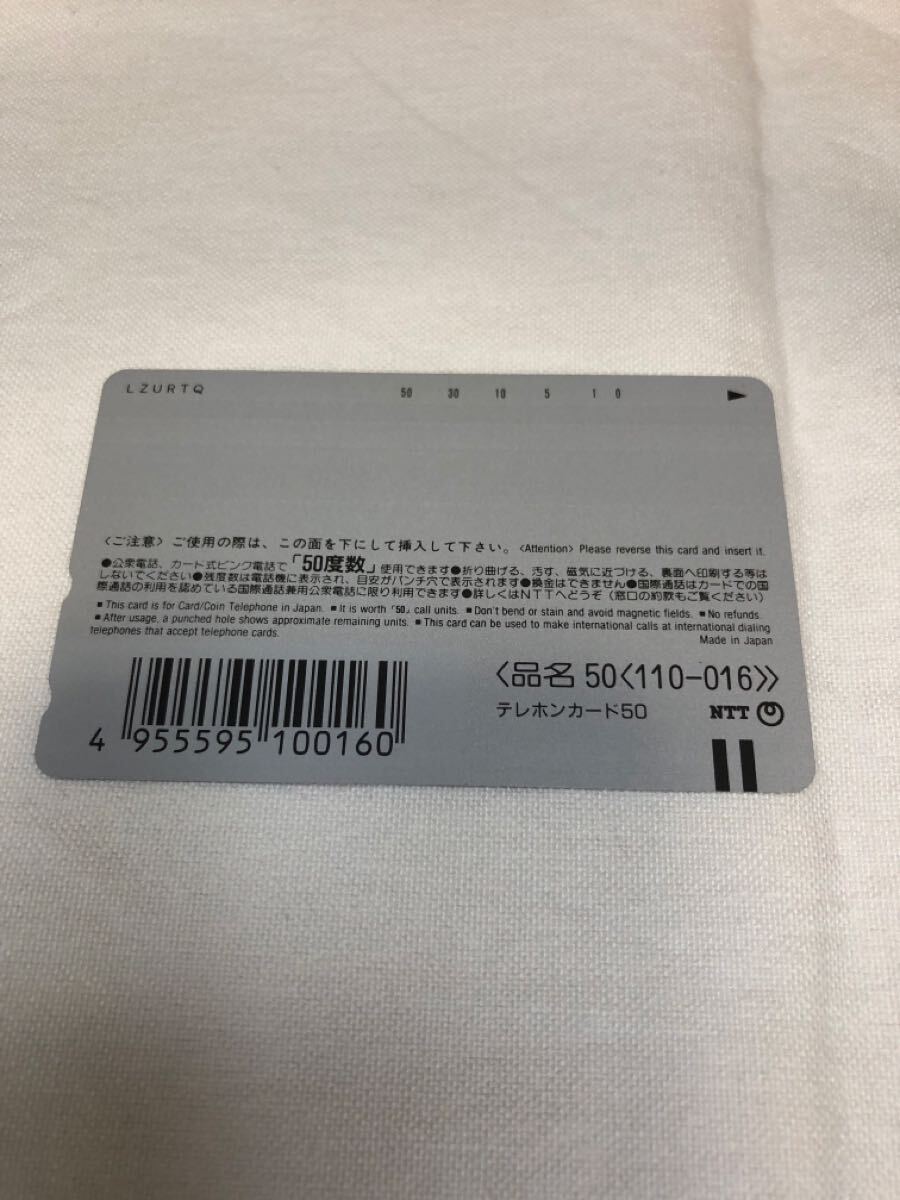 LZURTQ
50 30 10 5 1 0
〈ご注意〉ご使用の際は、この面を下にして挿入して下さい。〈Attention〉Please reverse this card and insert it.
●公衆電話、カード式ピンク電話で「50度数」使用できます●折り曲げる、汚す、磁気に近づける、裏面へ印刷する等は
しないでください●残度数は電話機に表示され、目安がパンチ穴で表示されます●換金はできません●国際通話はカードでの国
際通話の利用を認めている国際通話兼用公衆電話に限り利用できます●詳しくはNTTへどうぞ（窓口の約款もご覧ください）
■This card is for Card/Coin Telephone in Japan. ■It is worth「50」call units. ■Don't bend or stain and avoid magnetic fields. ■No refunds.
■After usage, a punched hole shows approximate remaining units. ■This card can be used to make international calls at international dialing
telephones that accept telephone cards.
Made in Japan
〈品名 50〈110-016〉〉
テレホンカード50 NTT
4 955595 100160